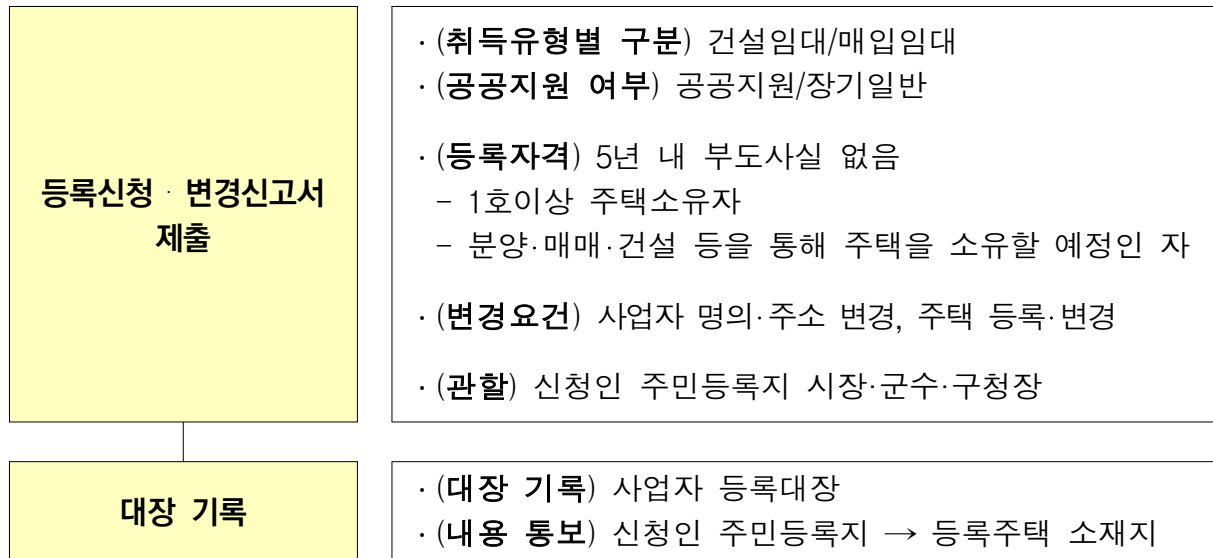 등록신청 · 변경신고서
제출
· (취득유형별 구분) 건설임대/매입임대
· (공공지원 여부) 공공지원/장기일반
· (등록자격) 5년 내 부도사실 없음
- 1호이상 주택소유자
- 분양·매매·건설 등을 통해 주택을 소유할 예정인 자
· (변경요건) 사업자 명의·주소 변경, 주택 등록·변경
· (관할) 신청인 주민등록지 시장·군수·구청장
대장 기록
· (대장 기록) 사업자 등록대장
· (내용 통보) 신청인 주민등록지 → 등록주택 소재지